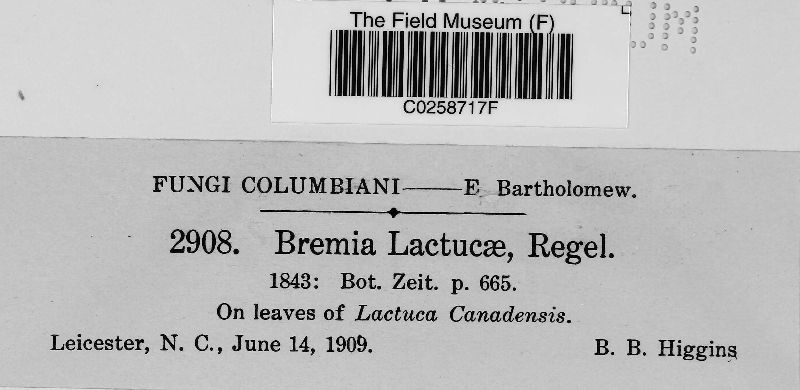 The Field Museum (F)
C0258717F
FUNGI COLUMBIANI——E Bartholomew.
2908. Bremia Lactucæ, Regel.
1843: Bot. Zeit. p. 665.
On leaves of Lactuca Canadensis.
Leicester, N. C., June 14, 1909. B. B. Higgins